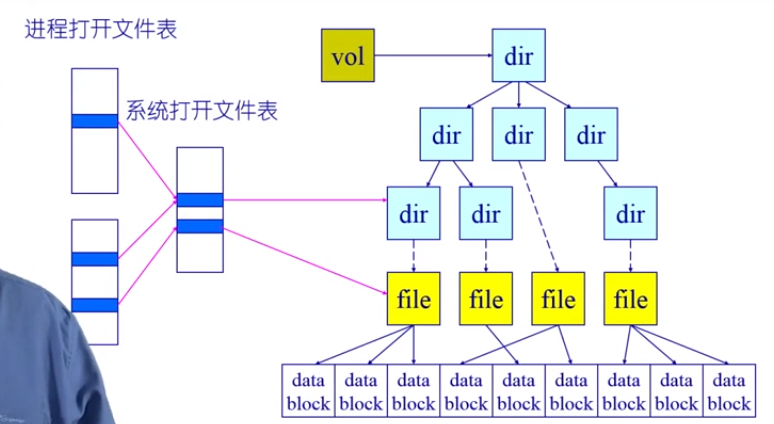 进程打开文件表
vol
dir
系统打开文件表
dir
dir
dir
dir
dir
dir
file
file
file
file
data block
data block
data block
data block
data block
data block
data block
data block
data block